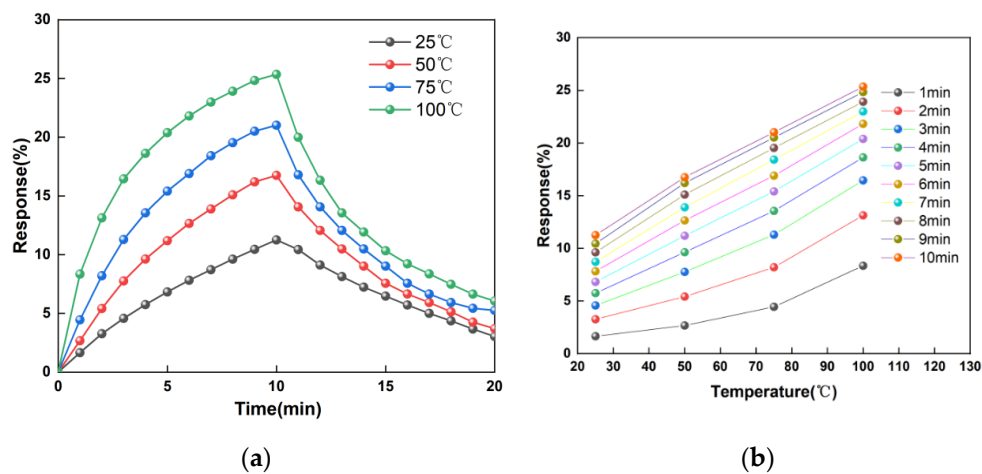 30
25
20
15
10
5
0
Response(%)
0
5
10
15
20
Time(min)
25℃
50℃
75℃
100℃
(a)
30
25
20
15
10
5
0
Response(%)
20
30
40
50
60
70
80
90
100
110
120
130
Temperature(℃)
1min
2min
3min
4min
5min
6min
7min
8min
9min
10min
(b)